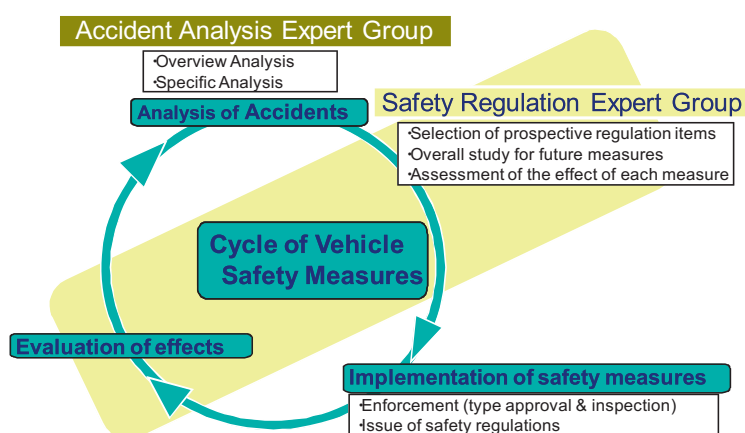 Accident Analysis Expert Group
·Overview Analysis
·Specific Analysis
Analysis of Accidents
Safety Regulation Expert Group
·Selection of prospective regulation items
·Overall study for future measures
·Assessment of the effect of each measure
Cycle of Vehicle
Safety Measures
Evaluation of effects
Implementation of safety measures
·Enforcement (type approval & inspection)
·Issue of safety regulations